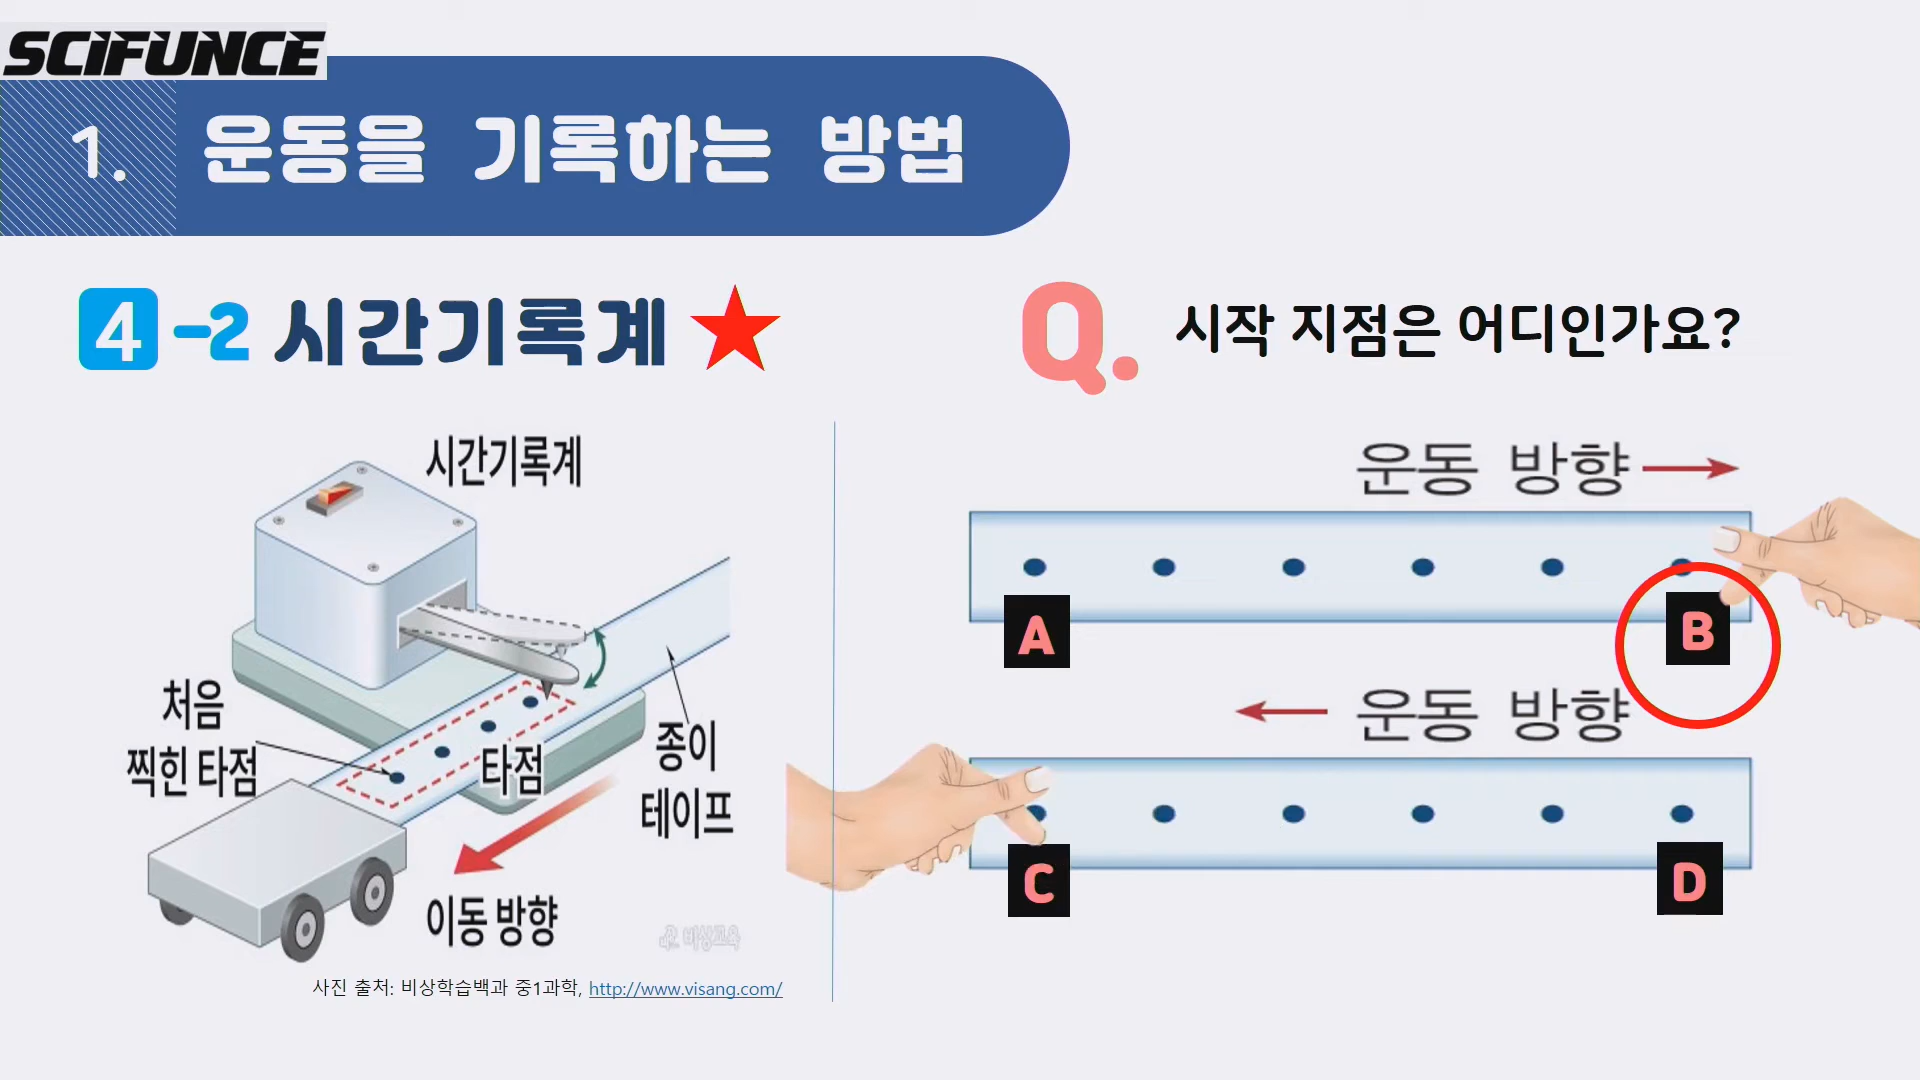 SCIFUNCE
1. 운동을 기록하는 방법
4 -2 시간기록계
Q. 시작 지점은 어디인가요?
시간기록계
처음
찍힌 타점
타점
종이
테이프
이동 방향
비상교육
사진 출처: 비상학습백과 중1과학, http://www.visang.com/
운동 방향
A
B
운동 방향
C
D